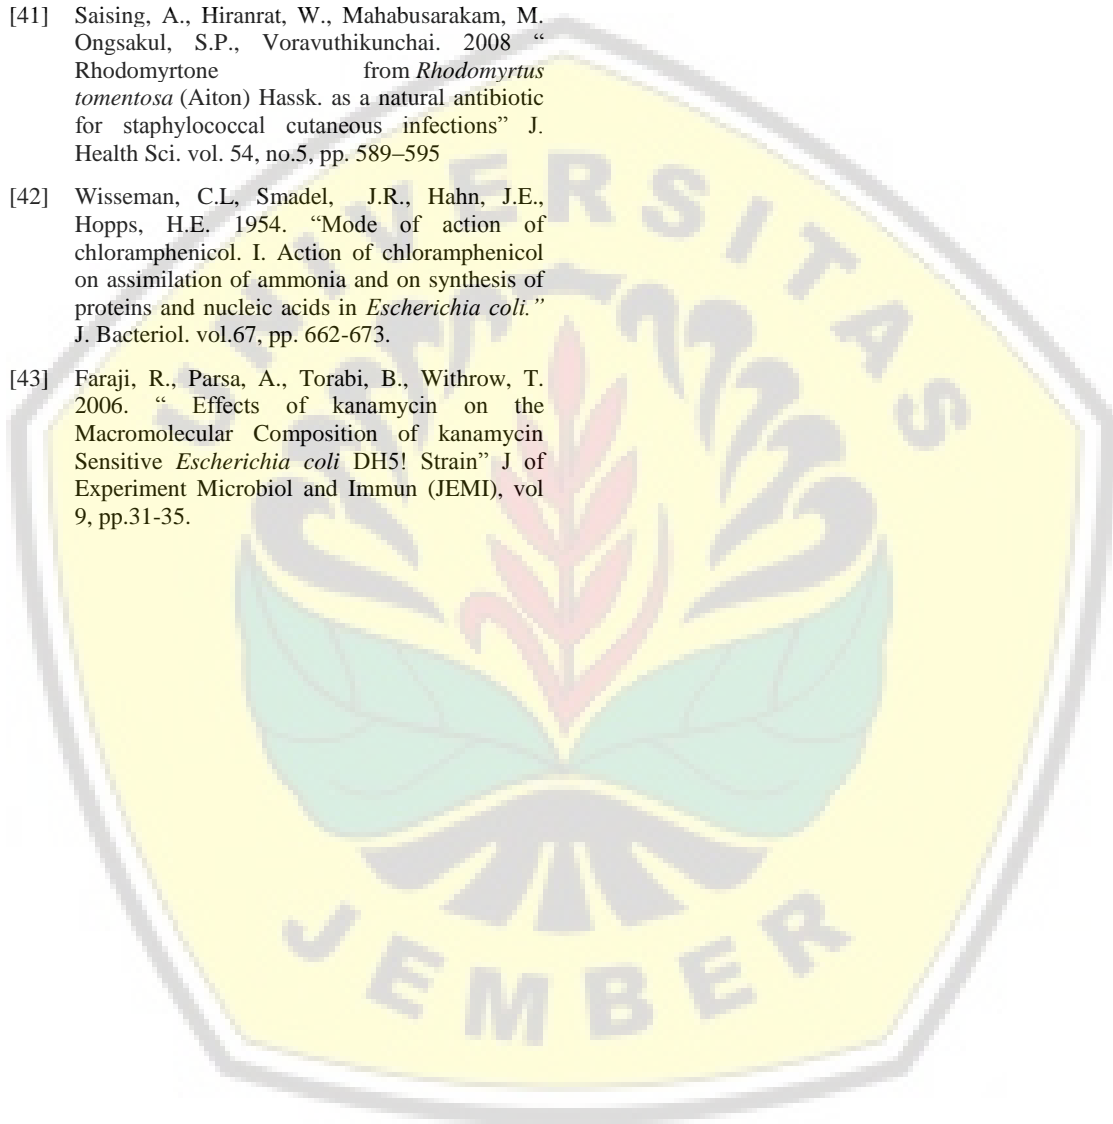 [41] Saising, A., Hiranrat, W., Mahabusarakam, M.
Ongsakul, S.P., Voravuthikunchai. 2008 “
Rhodomyrtone from Rhodomyrtus
tomentosa (Aiton) Hassk. as a natural antibiotic
for staphylococcal cutaneous infections” J.
Health Sci. vol. 54, no.5, pp. 589–595
[42] Wisseman, C.L, Smadel, J.R., Hahn, J.E.,
Hopps, H.E. 1954. “Mode of action of
chloramphenicol. I. Action of chloramphenicol
on assimilation of ammonia and on synthesis of
proteins and nucleic acids in Escherichia coli.”
J. Bacteriol. vol.67, pp. 662-673.
[43] Faraji, R., Parsa, A., Torabi, B., Withrow, T.
2006. “ Effects of kanamycin on the
Macromolecular Composition of kanamycin
Sensitive Escherichia coli DH5! Strain” J of
Experiment Microbiol and Immun (JEMI), vol
9, pp.31-35.
UNIVERSITAS
JEMBER